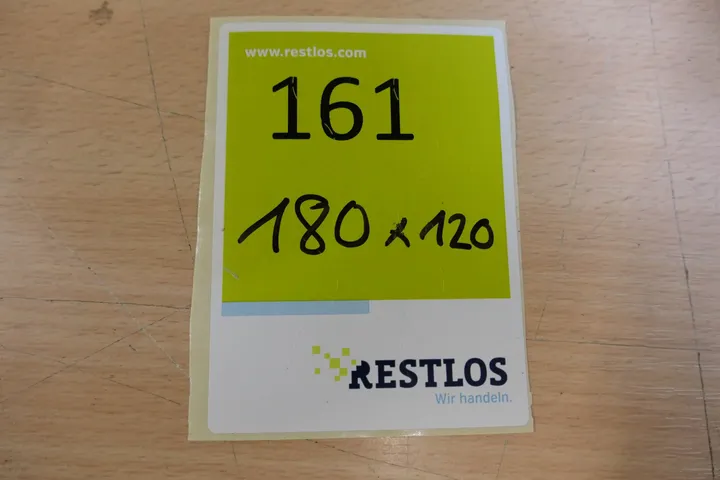 www.restlos.com
161
180 x 120
RESTLOS
Wir handeln.